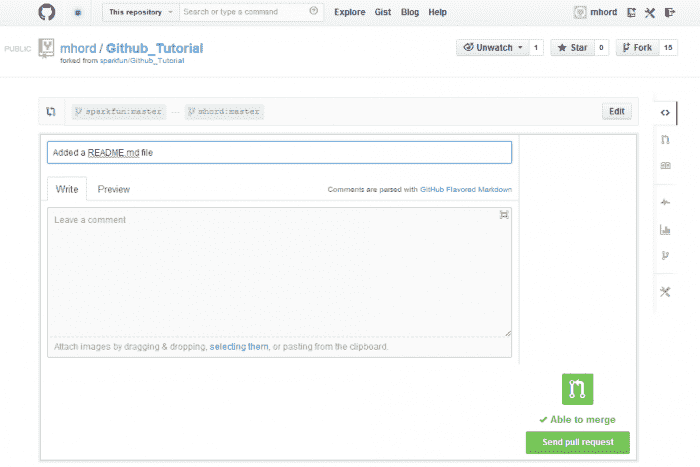 This repository Search or type a command Explore Gist Blog Help mhord
PUBLIC mhord / Github_Tutorial Unwatch 1 Star 0 Fork 15
forked from sparkfun/Github_Tutorial
sparkfun:master ... mhord:master Edit
Added a README.md file
Write Preview Comments are parsed with GitHub Flavored Markdown
Leave a comment
Attach images by dragging & dropping, selecting them, or pasting from the clipboard.
Able to merge
Send pull request